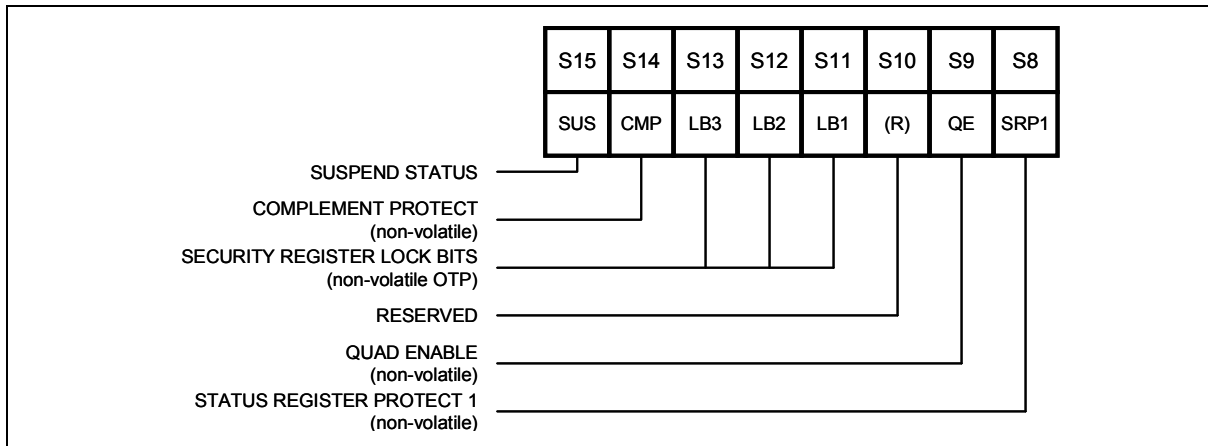 S15 S14 S13 S12 S11 S10 S9 S8
SUS CMP LB3 LB2 LB1 (R) QE SRP1
SUSPEND STATUS
COMPLEMENT PROTECT
(non-volatile)
SECURITY REGISTER LOCK BITS
(non-volatile OTP)
RESERVED
QUAD ENABLE
(non-volatile)
STATUS REGISTER PROTECT 1
(non-volatile)